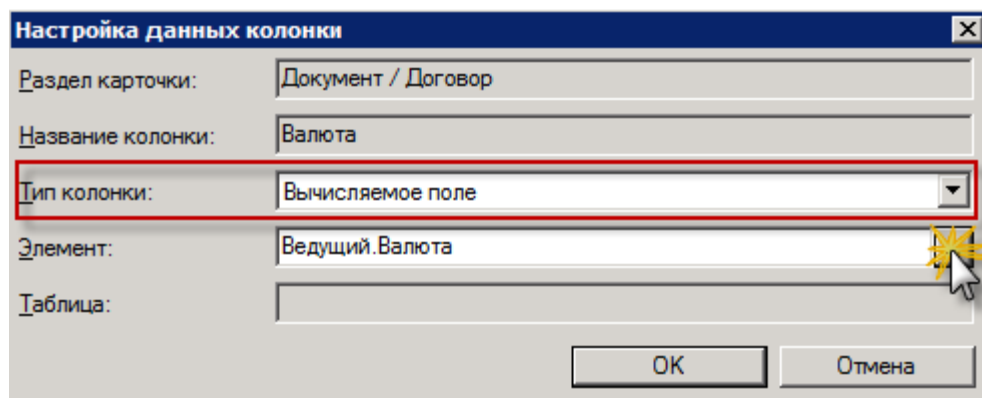 Настройка данных колонки
Раздел карточки: Документ / Договор
Название колонки: Валюта
Тип колонки: Вычисляемое поле
Элемент: Ведущий.Валюта
Таблица:
OK Отмена